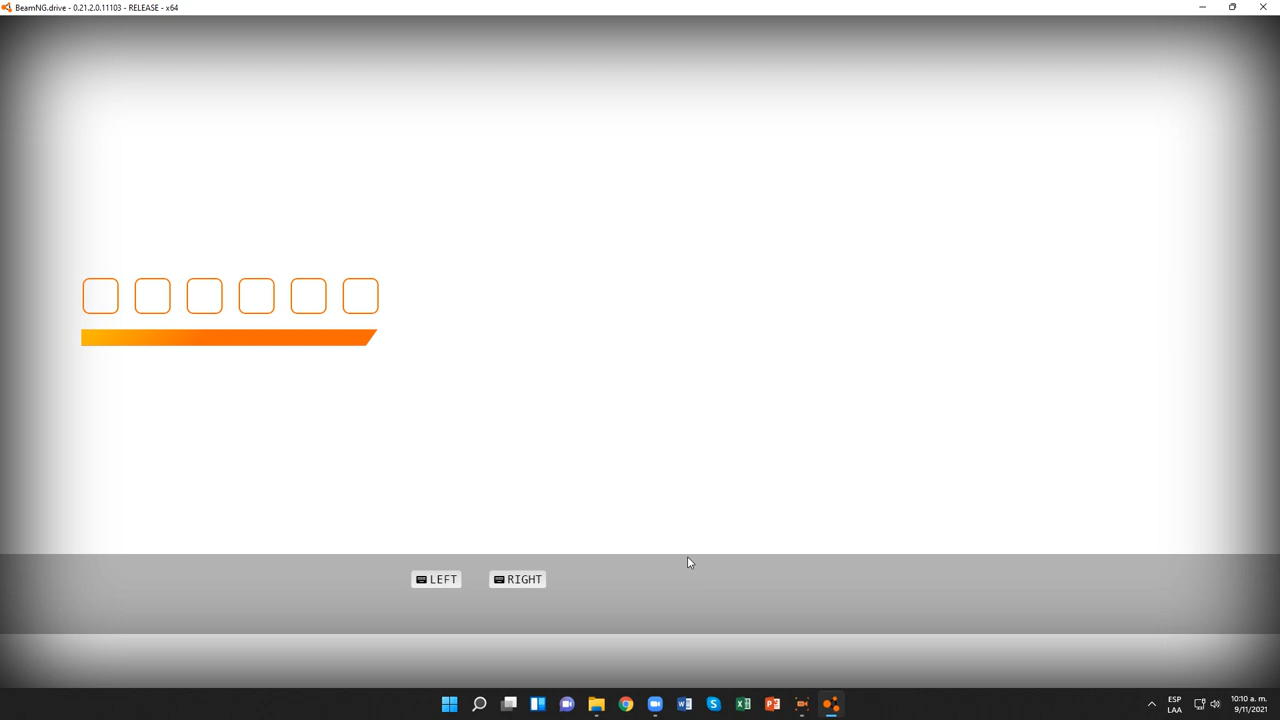 BeamNG.drive - 0.21.2.0.11103 - RELEASE - x64
LEFT RIGHT
ESP
LAA
10:10 a. m.
9/11/2021